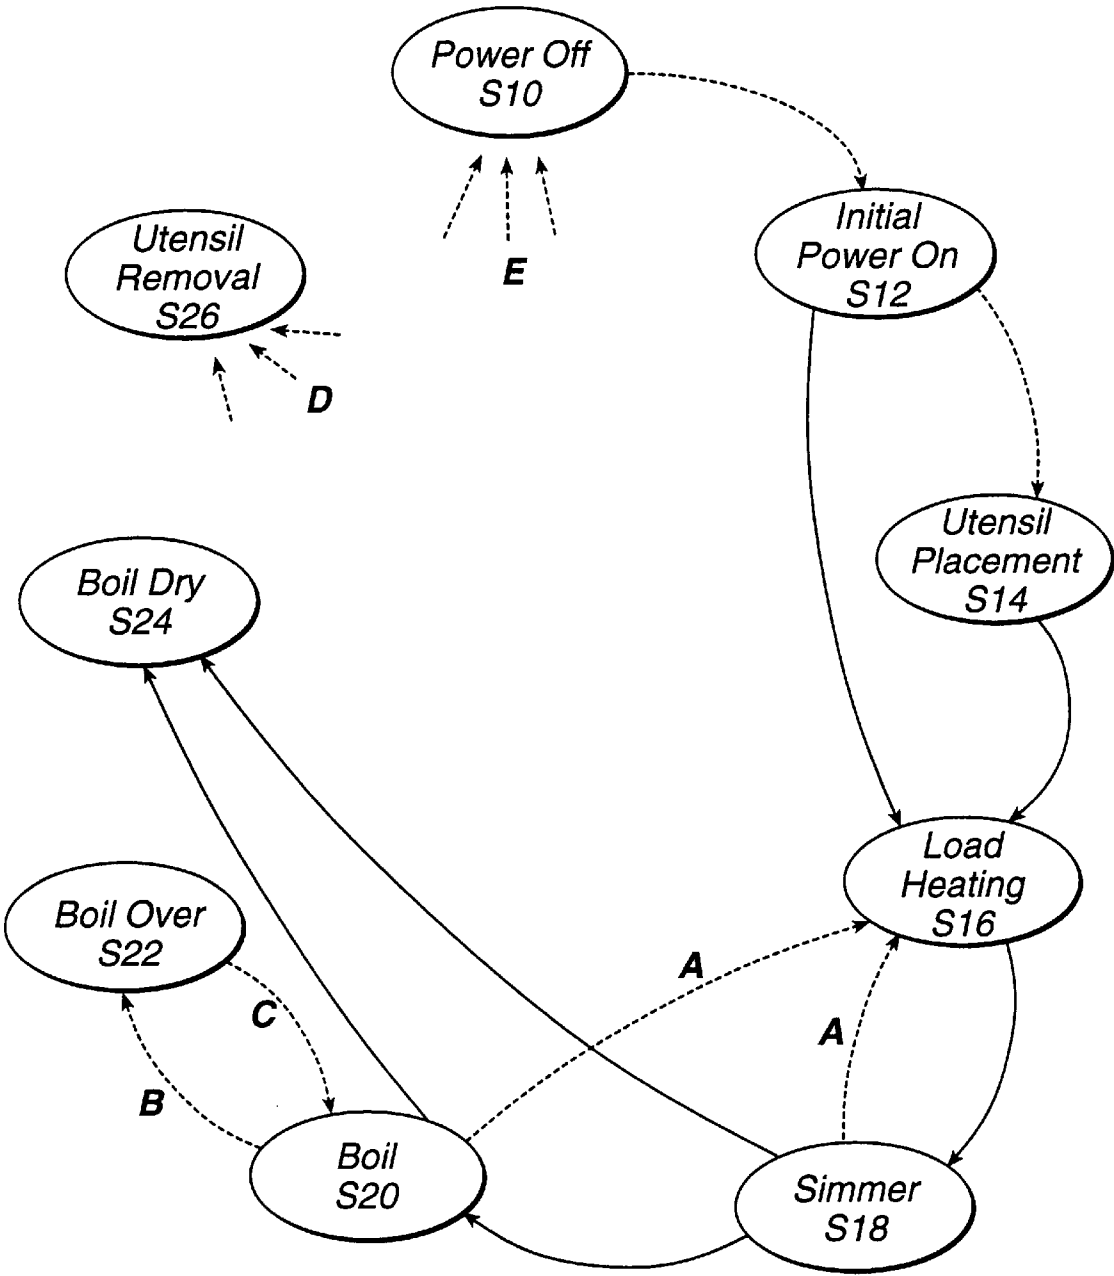 Power Off
S10
Initial
Power On
S12
Utensil
Removal
S26
E
D
Utensil
Placement
S14
Boil Dry
S24
Load
Heating
S16
Boil Over
S22
A
C
A
B
Boil
S20
Simmer
S18